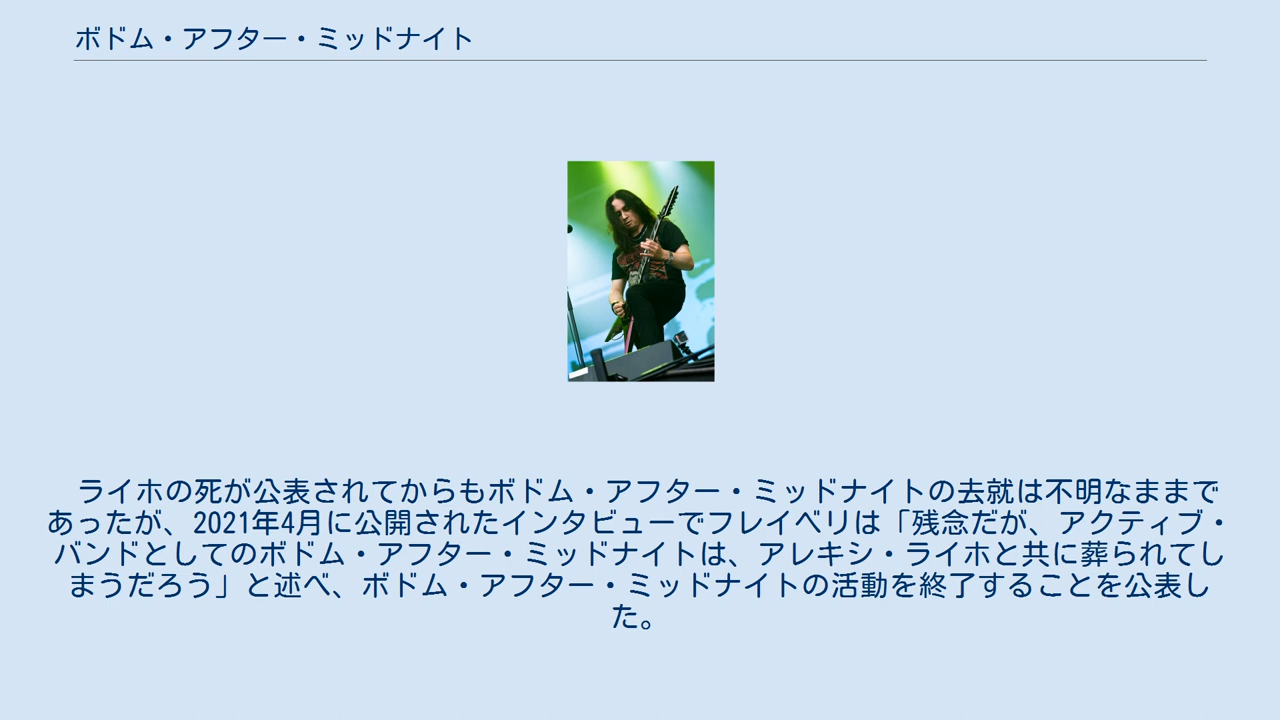 ボドム・アフター・ミッドナイト
ライホの死が公表されてからもボドム・アフター・ミッドナイトの去就は不明なままで
あったが、2021年4月に公開されたインタビューでフレイベリは「残念だが、アクティブ・
バンドとしてのボドム・アフター・ミッドナイトは、アレキシ・ライホと共に葬られてし
まうだろう」と述べ、ボドム・アフター・ミッドナイトの活動を終了することを公表し
た。